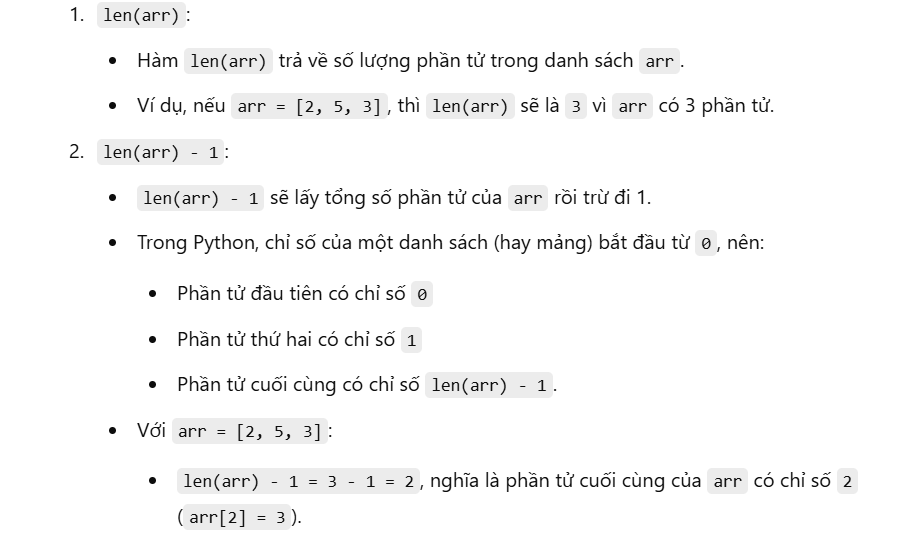 1. len(arr):
• Hàm len(arr) trả về số lượng phần tử trong danh sách arr.
• Ví dụ, nếu arr = [2, 5, 3], thì len(arr) sẽ là 3 vì arr có 3 phần tử.
2. len(arr) - 1:
• len(arr) - 1 sẽ lấy tổng số phần tử của arr rồi trừ đi 1.
• Trong Python, chỉ số của một danh sách (hay mảng) bắt đầu từ 0, nên:
• Phần tử đầu tiên có chỉ số 0
• Phần tử thứ hai có chỉ số 1
• Phần tử cuối cùng có chỉ số len(arr) - 1.
• Với arr = [2, 5, 3]:
• len(arr) - 1 = 3 - 1 = 2, nghĩa là phần tử cuối cùng của arr có chỉ số 2
(arr[2] = 3).